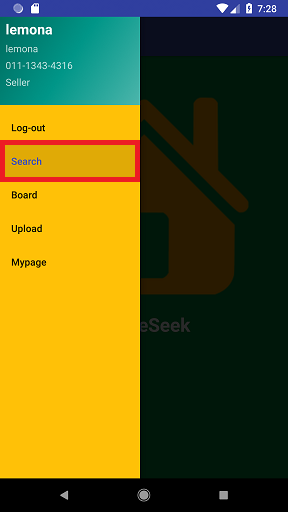 7:28
lemona
lemona
011-1343-4316
Seller
Log-out
Search
Board
Upload
Mypage
eSeek